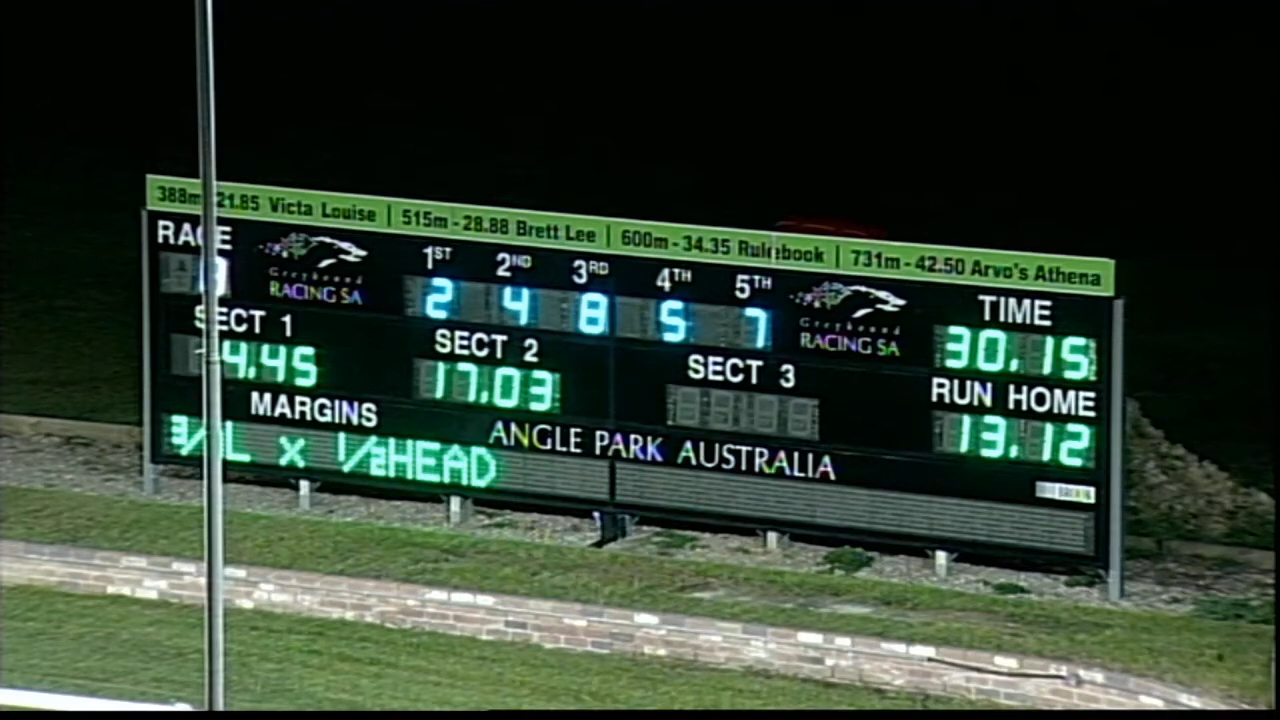 388m 21.85 Victa Louise | 515m - 28.88 Brett Lee | 600m - 34.35 Rulebook | 731m - 42.50 Arvo's Athena
RACE
Greyhound
RACING SA
1ST 2ND 3RD 4TH 5TH
2 4 8 5 7
Greyhound
RACING SA
TIME
30.15
SECT 1
4.45
SECT 2
17.03
SECT 3
RUN HOME
13.12
MARGINS
L x 1/2HEAD
ANGLE PARK AUSTRALIA